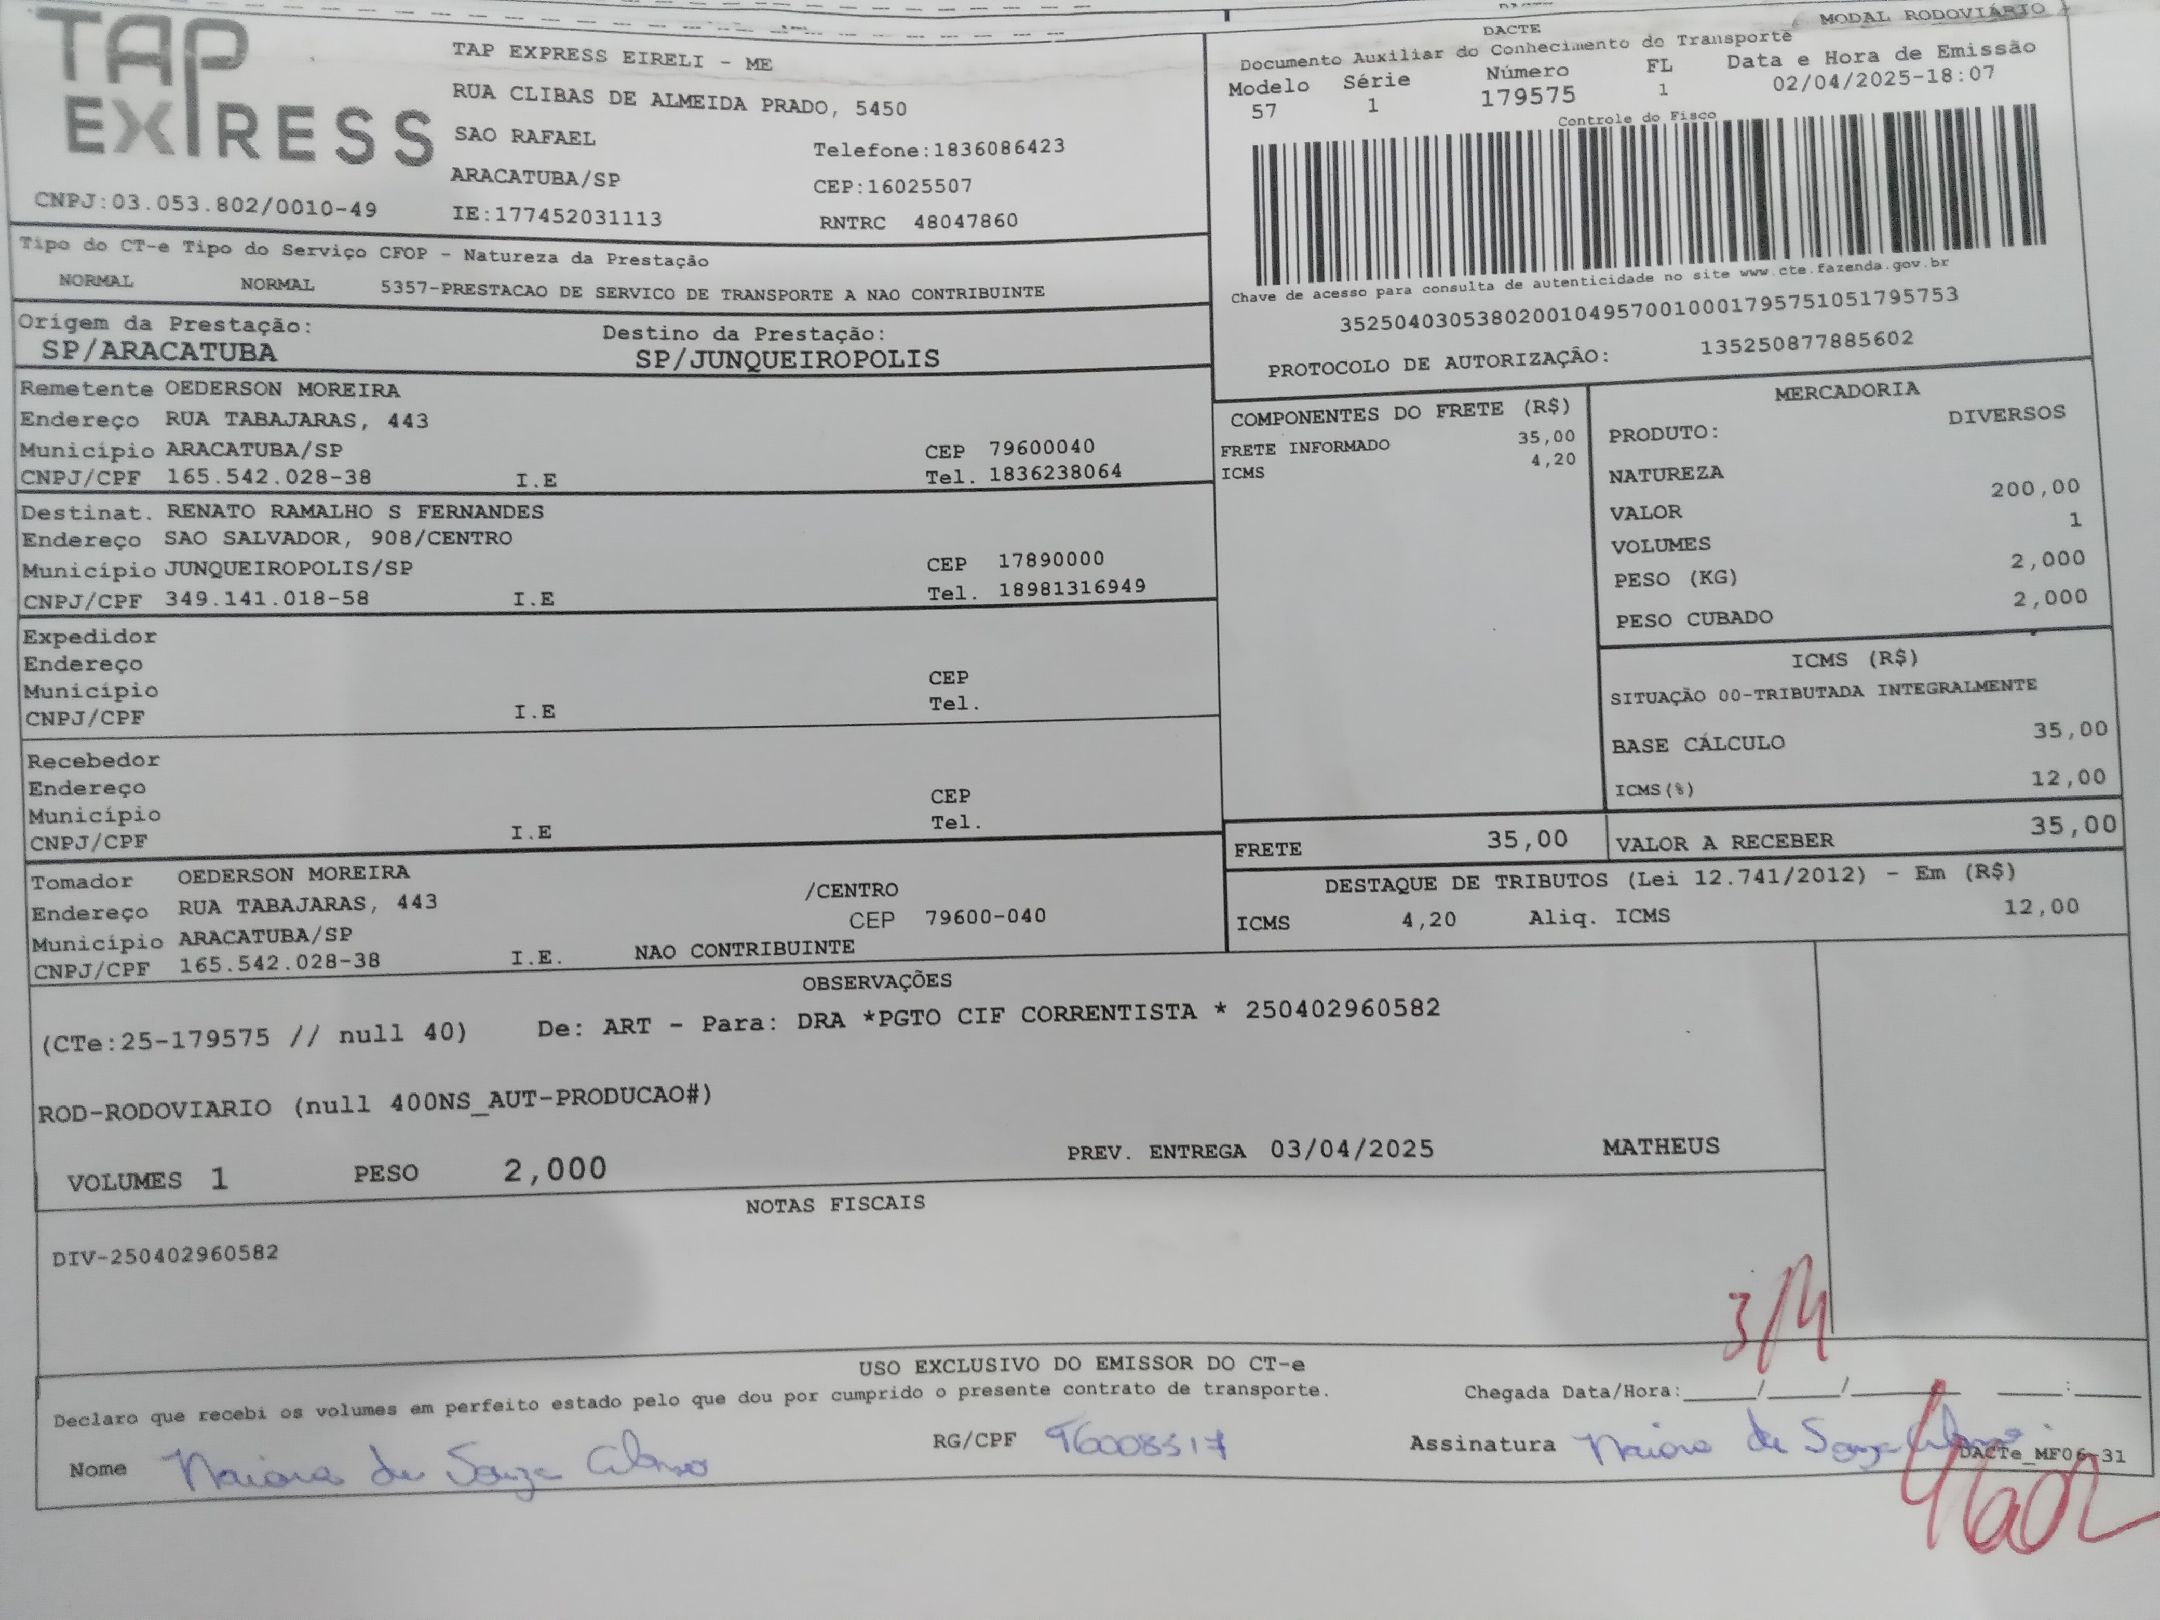 TAP EXPRESS
TAP EXPRESS EIRELI - ME
RUA CLIBAS DE ALMEIDA PRADO, 5450
SAO RAFAEL
Telefone:1836086423
ARACATUBA/SP
CEP:16025507
CNPJ:03.053.802/0010-49
IE:177452031113
RNTRC 48047860
MODAL RODOVIÁRIO
DACTE
Documento Auxiliar do Conhecimento de Transporte
Modelo Série Número FL Data e Hora de Emissão
57 1 179575 1 02/04/2025-18:07
Controle do Fisco
Chave de acesso para consulta de autenticidade no site www.cte.fazenda.gov.br
35250403053802001049570010001795751051795753
PROTOCOLO DE AUTORIZAÇÃO: 135250877885602
Tipo do CT-e Tipo do Serviço CFOP - Natureza da Prestação
NORMAL NORMAL 5357-PRESTACAO DE SERVICO DE TRANSPORTE A NAO CONTRIBUINTE
Origem da Prestação: Destino da Prestação:
SP/ARACATUBA SP/JUNQUEIROPOLIS
Remetente OEDERSON MOREIRA
Endereço RUA TABAJARAS, 443
Município ARACATUBA/SP CEP 79600040
CNPJ/CPF 165.542.028-38 I.E Tel. 1836238064
Destinat. RENATO RAMALHO S FERNANDES
Endereço SAO SALVADOR, 908/CENTRO
Município JUNQUEIROPOLIS/SP CEP 17890000
CNPJ/CPF 349.141.018-58 I.E Tel. 18981316949
Expedidor
Endereço
Município CEP
CNPJ/CPF I.E Tel.
Recebedor
Endereço
Município CEP
CNPJ/CPF I.E Tel.
Tomador OEDERSON MOREIRA
Endereço RUA TABAJARAS, 443 /CENTRO
Município ARACATUBA/SP CEP 79600-040
CNPJ/CPF 165.542.028-38 I.E. NAO CONTRIBUINTE
COMPONENTES DO FRETE (R$)
FRETE INFORMADO 35,00
ICMS 4,20
MERCADORIA
PRODUTO: DIVERSOS
NATUREZA
VALOR 200,00
VOLUMES 1
PESO (KG) 2,000
PESO CUBADO 2,000
ICMS (R$)
SITUAÇÃO 00-TRIBUTADA INTEGRALMENTE
BASE CÁLCULO 35,00
ICMS(%) 12,00
FRETE 35,00 VALOR A RECEBER 35,00
DESTAQUE DE TRIBUTOS (Lei 12.741/2012) - Em (R$)
ICMS 4,20 Aliq. ICMS 12,00
OBSERVAÇÕES
(CTe:25-179575 // null 40) De: ART - Para: DRA *PGTO CIF CORRENTISTA * 250402960582
ROD-RODOVIARIO (null 400NS_AUT-PRODUCAO#)
VOLUMES 1 PESO 2,000 PREV. ENTREGA 03/04/2025 MATHEUS
NOTAS FISCAIS
DIV-250402960582
3/4
USO EXCLUSIVO DO EMISSOR DO CT-e
Declaro que recebi os volumes em perfeito estado pelo que dou por cumprido o presente contrato de transporte. Chegada Data/Hora:____/____/______ ___:____
Nome de Souza RG/CPF Assinatura de Souza
DACTe_MF06-31